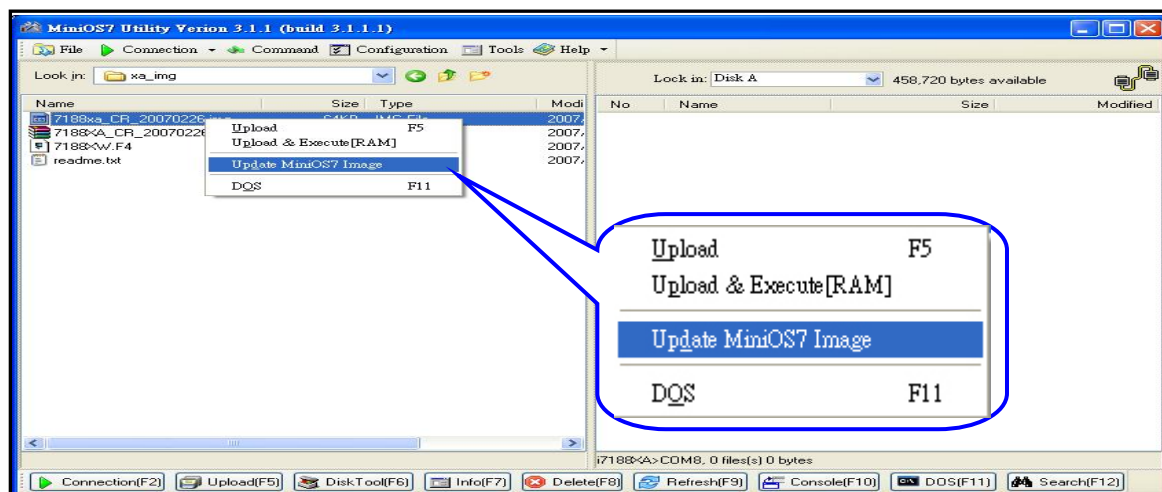 MiniOS7 Utility Verion 3.1.1 (build 3.1.1.1)
File Connection Command Configuration Tools Help
Look in: xa_img
Lock in: Disk A 458,720 bytes available
Name Size Type Modi
No Name Size Modified
7188xa_CR_20070226.img 64KB IMG File 2007/
7188XA_CR_20070226 2007/
7188XW.F4 2007/
readme.txt 2007/
Upload F5
Upload & Execute[RAM]
Update MiniOS7 Image
DOS F11
Upload F5
Upload & Execute[RAM]
Update MiniOS7 Image
DOS F11
i7188XA>COM8, 0 files(s) 0 bytes
Connection(F2) Upload(F5) DiskTool(F6) Info(F7) Delete(F8) Refresh(F9) Console(F10) DOS(F11) Search(F12)